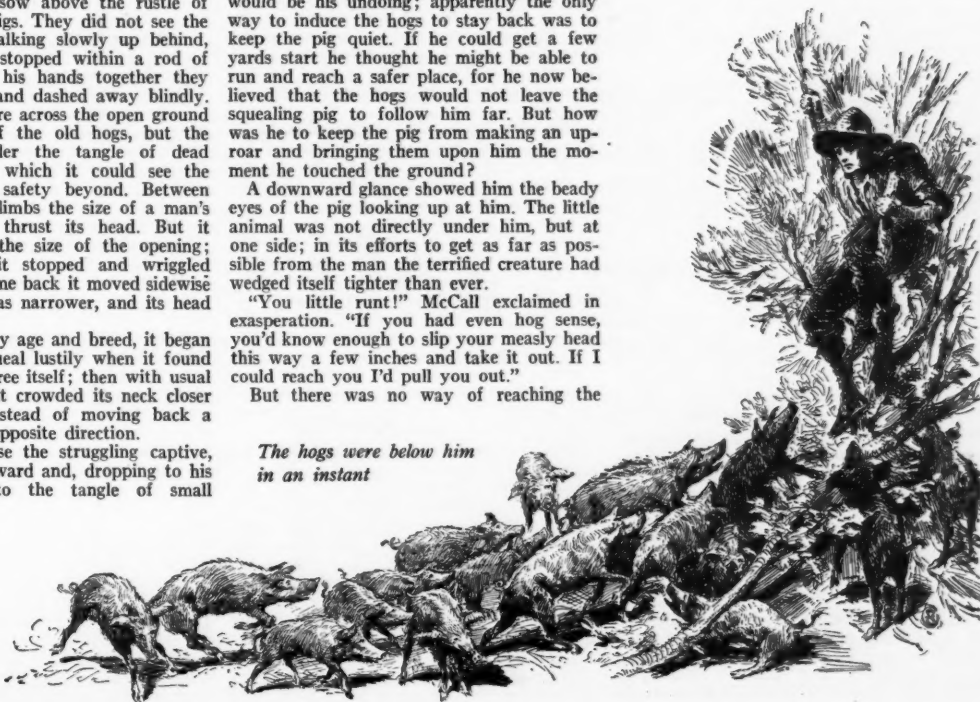 sow above the rustle of
igs. They did not see the
alking slowly up behind,
stopped within a rod of
his hands together they
and dashed away blindly.
re across the open ground
f the old hogs, but the
ler the tangle of dead
which it could see the
safety beyond. Between
limbs the size of a man's
thrust its head. But it
the size of the opening;
it stopped and wriggled
ne back it moved sidewise
as narrower, and its head
y age and breed, it began
eal lustily when it found
ree itself; then with usual
t crowded its neck closer
stead of moving back a
pposite direction.
se the struggling captive,
ward and, dropping to his
to the tangle of small
would be his undoing; apparently the only
way to induce the hogs to stay back was to
keep the pig quiet. If he could get a few
yards start he thought he might be able to
run and reach a safer place, for he now be-
lieved that the hogs would not leave the
squealing pig to follow him far. But how
was he to keep the pig from making an up-
roar and bringing them upon him the mo-
ment he touched the ground?
A downward glance showed him the beady
eyes of the pig looking up at him. The little
animal was not directly under him, but at
one side; in its efforts to get as far as pos-
sible from the man the terrified creature had
wedged itself tighter than ever.
"You little runt!" McCall exclaimed in
exasperation. "If you had even hog sense,
you'd know enough to slip your measly head
this way a few inches and take it out. If I
could reach you I'd pull you out."
But there was no way of reaching the
The hogs were below him
in an instant